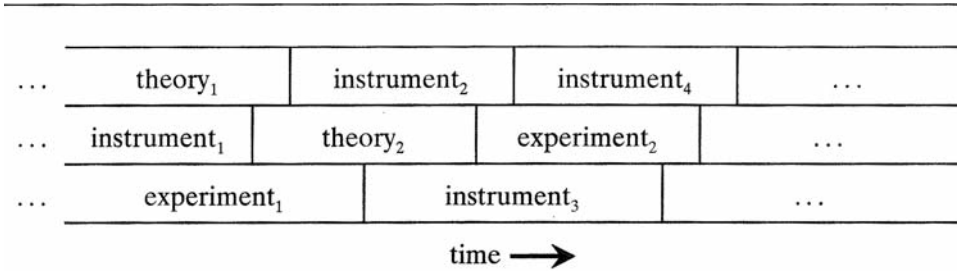 ... theory₁ instrument₂ instrument₄ ...
... instrument₁ theory₂ experiment₂ ...
... experiment₁ instrument₃ ...
time →